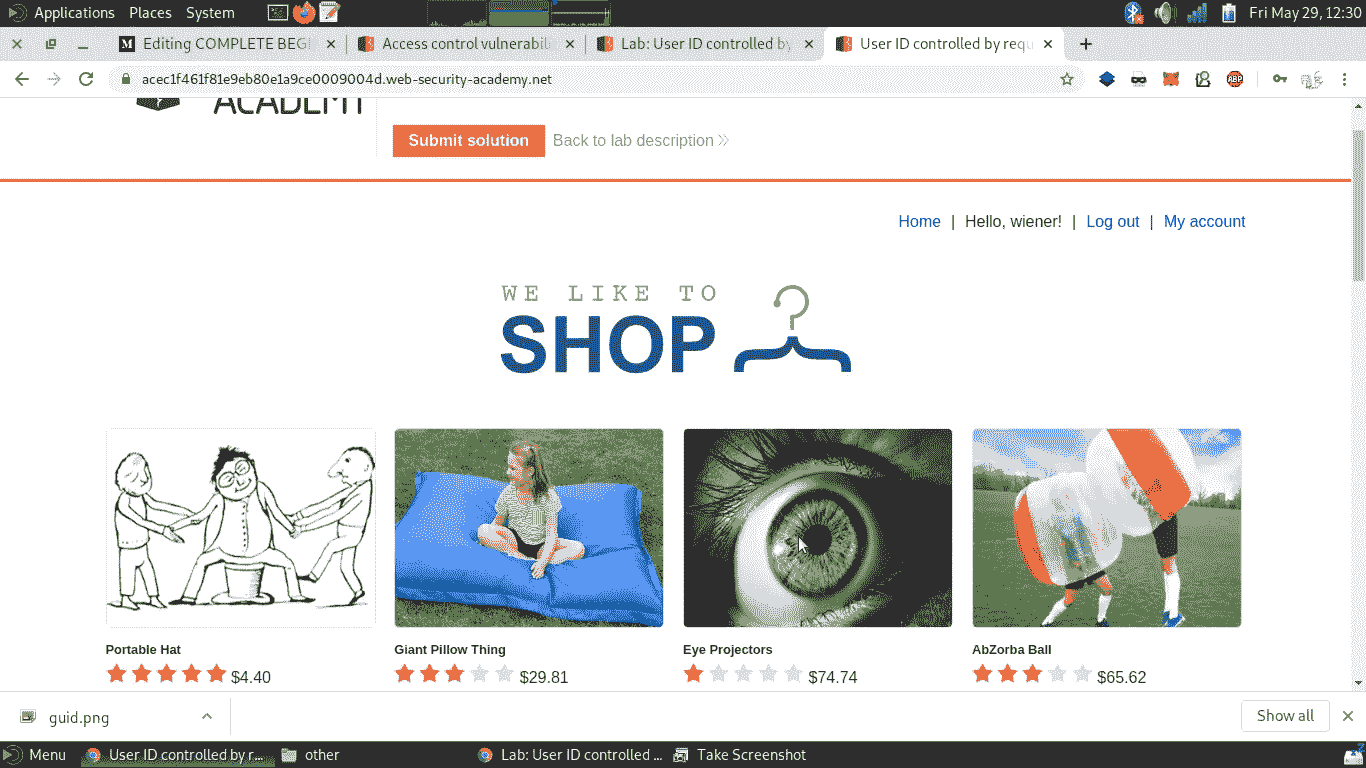 Applications Places System Fri May 29, 12:30
M Editing COMPLETE BEGI Access control vulnerabili Lab: User ID controlled by User ID controlled by requ
acec1f461f81e9eb80e1a9ce0009004d.web-security-academy.net ABP
ACADEMY
Submit solution Back to lab description
Home | Hello, wiener! | Log out | My account
WE LIKE TO
SHOP
Portable Hat Giant Pillow Thing Eye Projectors AbZorba Ball
$4.40 $29.81 $74.74 $65.62
guid.png Show all
Menu User ID controlled by r... other Lab: User ID controlled ... Take Screenshot